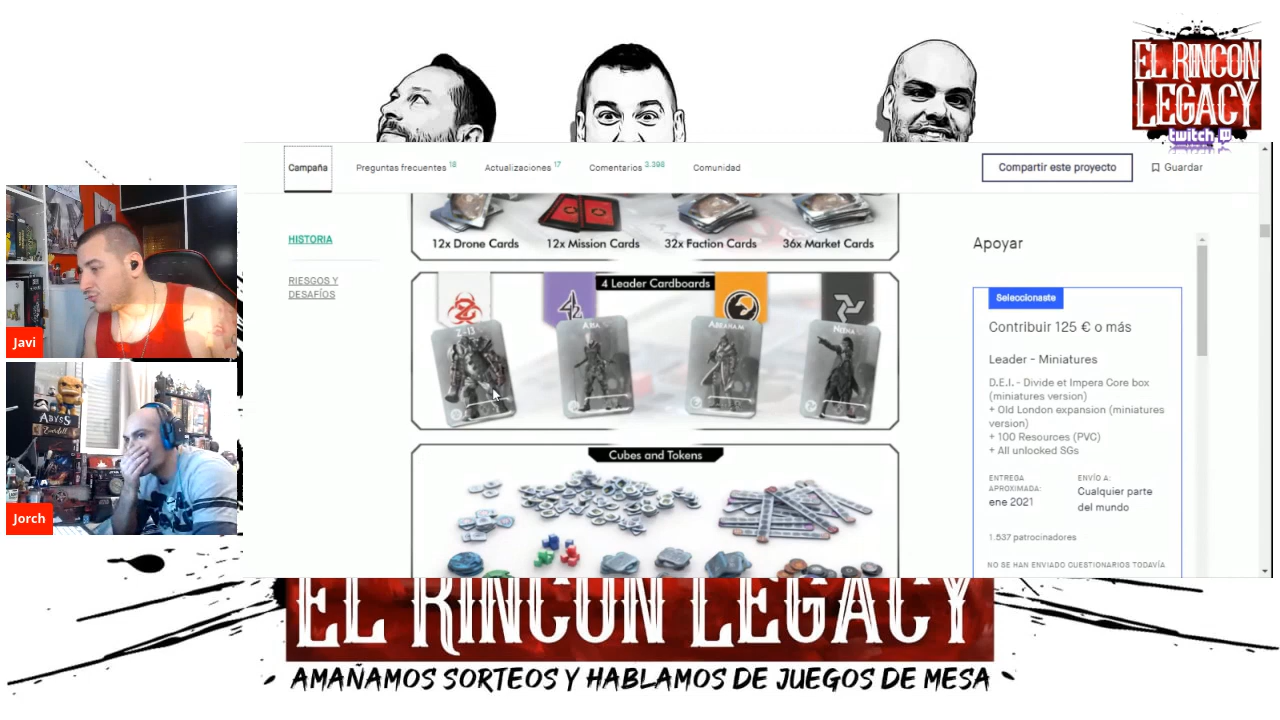 EL RINCON
LEGACY
twitch
Campaña
Preguntas frecuentes 18
Actualizaciones 17
Comentarios 3.398
Comunidad
Compartir este proyecto
Guardar
HISTORIA
RIESGOS Y
DESAFÍOS
12x Drone Cards
12x Mission Cards
32x Faction Cards
36x Market Cards
4 Leader Cardboards
Z-13
ABRAHAM
Cubes and Tokens
Apoyar
Seleccionaste
Contribuir 125 € o más
Leader - Miniatures
D.E.I. - Divide et Impera Core box
(miniatures version)
+ Old London expansion (miniatures
version)
+ 100 Resources (PVC)
+ All unlocked SGs
ENTREGA
APROXIMADA:
ene 2021
ENVÍO A:
Cualquier parte
del mundo
1.537 patrocinadores
NO SE HAN ENVIADO CUESTIONARIOS TODAVÍA
Javi
ABYSS
Everdell
Jorch
EL RINCON LEGACY
AMAÑAMOS SORTEOS Y HABLAMOS DE JUEGOS DE MESA